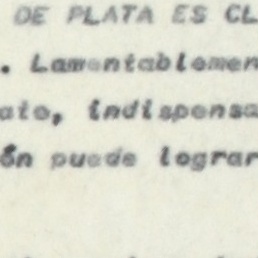 DE PLATA ES CL
. Lamentablemen
ato, indispensa
ón puede lograr